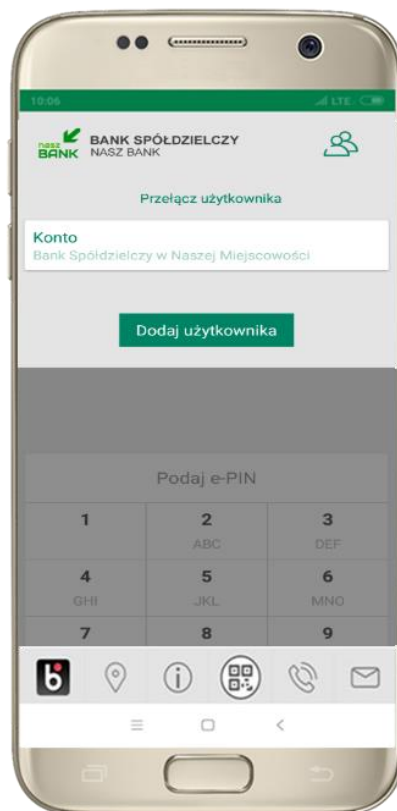 10:06 LTE
nasz BANK
BANK SPÓŁDZIELCZY
NASZ BANK
Przełącz użytkownika
Konto
Bank Spółdzielczy w Naszej Miejscowości
Dodaj użytkownika
Podaj e-PIN
1 2 3
ABC DEF
4 5 6
GHI JKL MNO
7 8 9